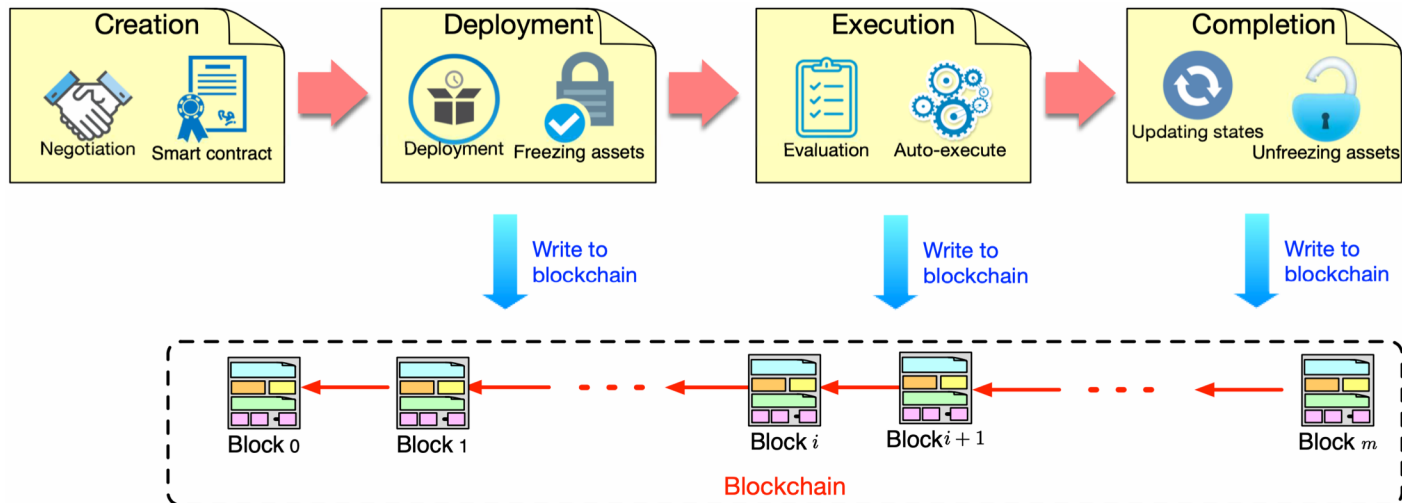 Creation
Negotiation
Smart contract
Deployment
Deployment
Freezing assets
Execution
Evaluation
Auto-execute
Completion
Updating states
Unfreezing assets
Write to
blockchain
Write to
blockchain
Write to
blockchain
Block 0
Block 1
Block i
Block i + 1
Block m
Blockchain